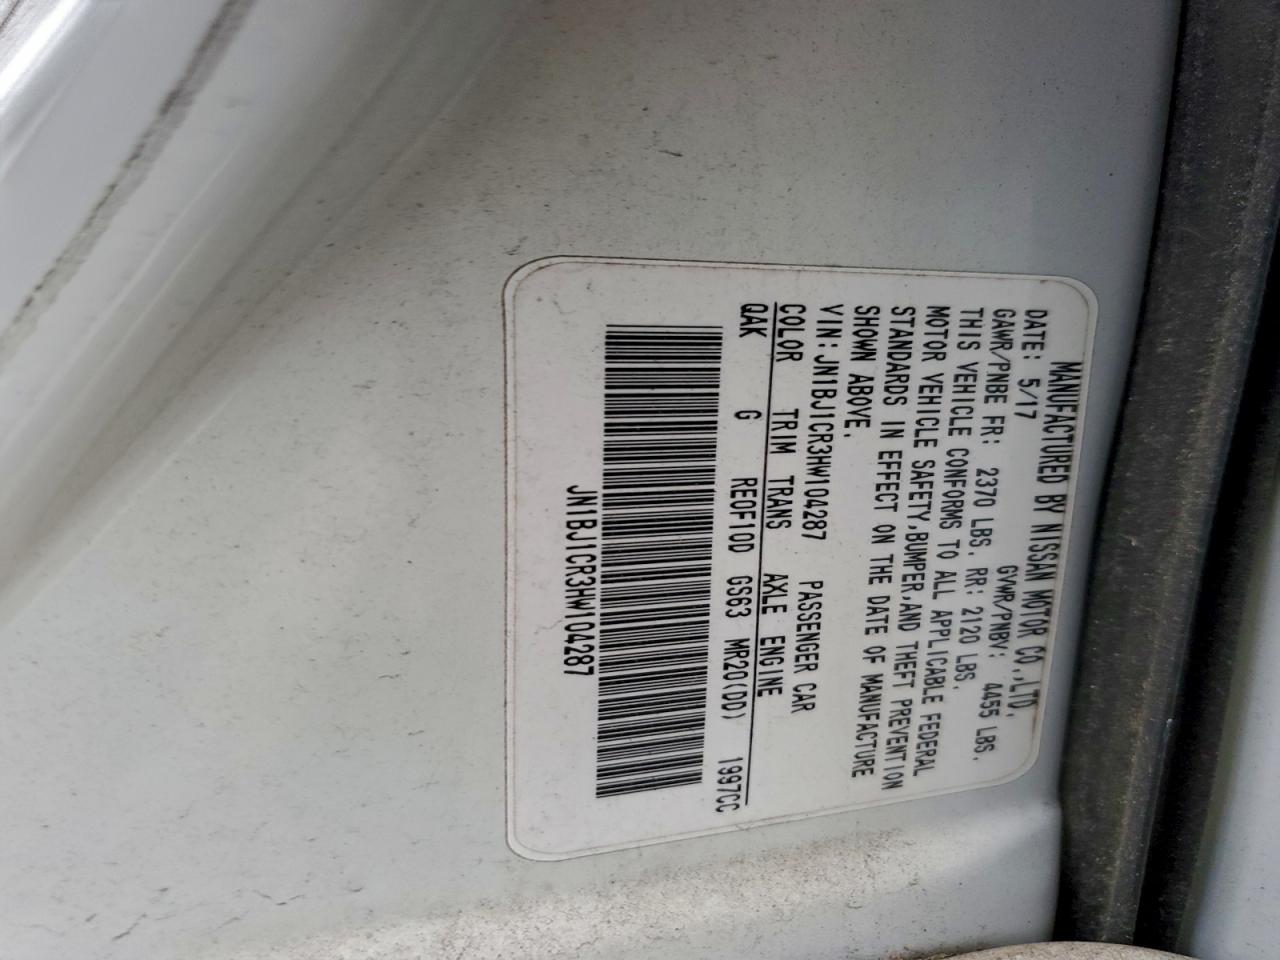 MANUFACTURED BY NISSAN MOTOR CO.,LTD.
DATE: 5/17 GVWR/PNBV: 4455 LBS.
GAWR/PNBE FR: 2370 LBS. RR: 2120 LBS.
THIS VEHICLE CONFORMS TO ALL APPLICABLE FEDERAL
MOTOR VEHICLE SAFETY,BUMPER,AND THEFT PREVENTION
STANDARDS IN EFFECT ON THE DATE OF MANUFACTURE
SHOWN ABOVE.
VIN:JN1BJ1CR3HW104287 PASSENGER CAR
COLOR TRIM TRANS AXLE ENGINE
QAK G RE0F10D GS63 MR20(DD) 1997CC
JN1BJ1CR3HW104287